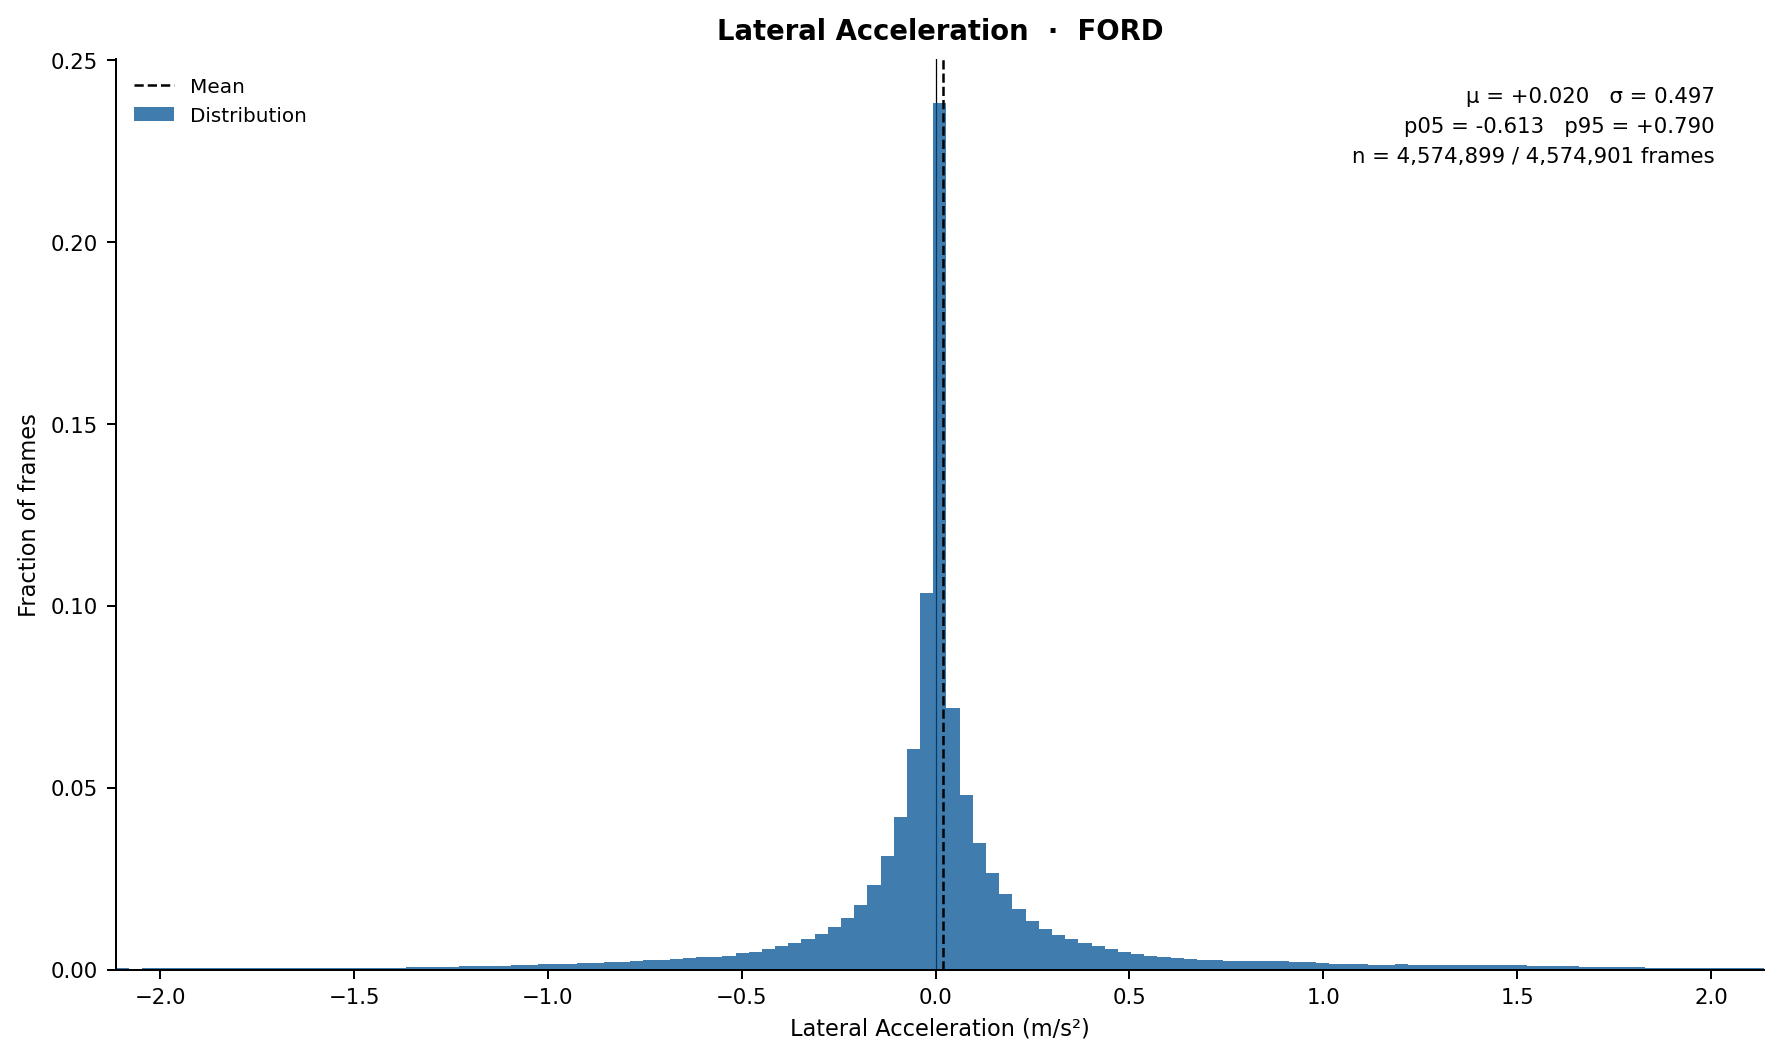 Lateral Acceleration · FORD
Mean
Distribution
μ = +0.020 σ = 0.497
p05 = -0.613 p95 = +0.790
n = 4,574,899 / 4,574,901 frames
Fraction of frames
0.25
0.20
0.15
0.10
0.05
0.00
−2.0 −1.5 −1.0 −0.5 0.0 0.5 1.0 1.5 2.0
Lateral Acceleration (m/s²)